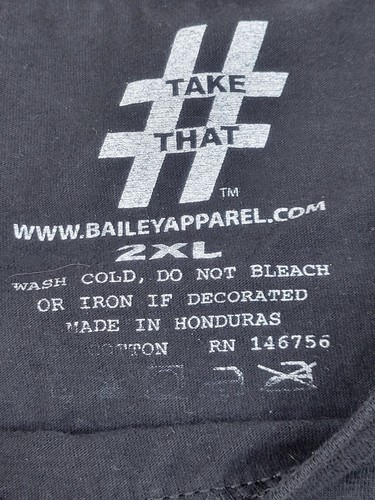 # TAKE
THAT
TM
WWW.BAILEYAPPAREL.COM
2XL
WASH COLD, DO NOT BLEACH
OR IRON IF DECORATED
MADE IN HONDURAS
COTTON RN 146756